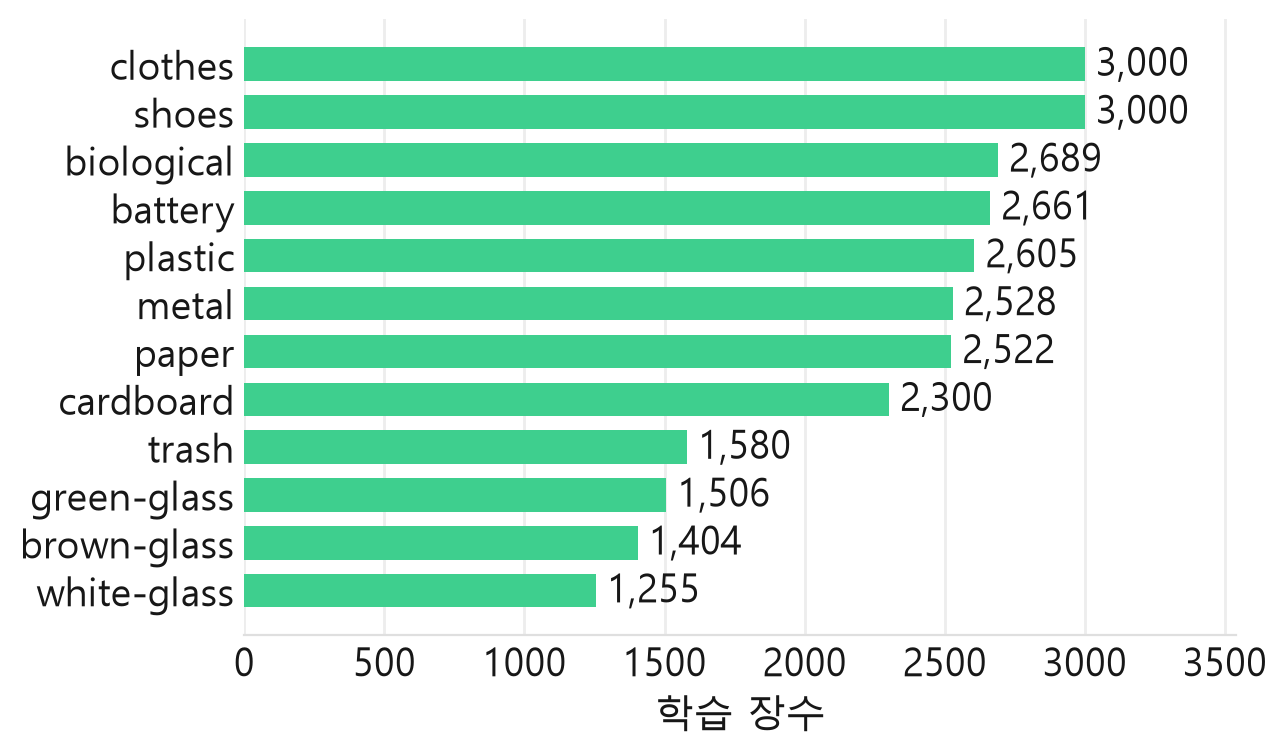 clothes 3,000
shoes 3,000
biological 2,689
battery 2,661
plastic 2,605
metal 2,528
paper 2,522
cardboard 2,300
trash 1,580
green-glass 1,506
brown-glass 1,404
white-glass 1,255
0 500 1000 1500 2000 2500 3000 3500
학습 장수